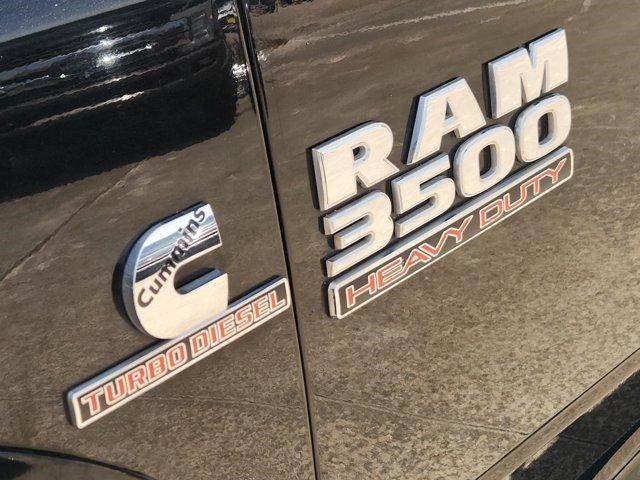 Cummins
TURBO DIESEL
RAM
3500
HEAVY DUTY